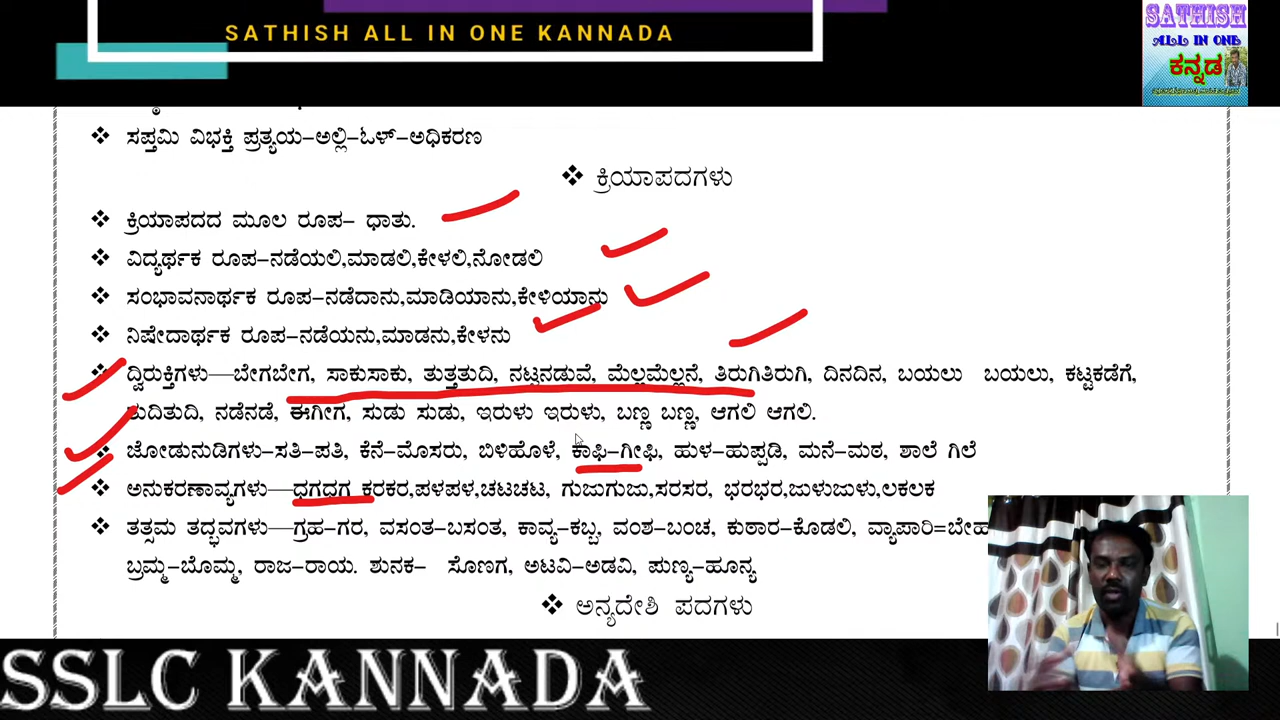 SATHISH ALL IN ONE KANNADA
SATHISH
ALL IN ONE
ಕನ್ನಡ
❖ ಸಪ್ತಮಿ ವಿಭಕ್ತಿ ಪ್ರತ್ಯಯ–ಅಲ್ಲಿ–ಓಳ್–ಅಧಿಕರಣ
❖ ಕ್ರಿಯಾಪದಗಳು
❖ ಕ್ರಿಯಾಪದದ ಮೂಲ ರೂಪ– ಧಾತು.
❖ ವಿದ್ಯರ್ಥಕ ರೂಪ–ನಡೆಯಲಿ,ಮಾಡಲಿ,ಕೇಳಲಿ,ನೋಡಲಿ
❖ ಸಂಭಾವನಾರ್ಥಕ ರೂಪ–ನಡೆದಾನು,ಮಾಡಿಯಾನು,ಕೇಳಿಯಾನು
❖ ನಿಷೇದಾರ್ಥಕ ರೂಪ–ನಡೆಯನು,ಮಾಡನು,ಕೇಳನು
❖ ದ್ವಿರುಕ್ತಿಗಳು—ಬೇಗಬೇಗ, ಸಾಕುಸಾಕು, ತುತ್ತತುದಿ, ನಟ್ಟನಡುವೆ, ಮೆಲ್ಲಮೆಲ್ಲನೆ, ತಿರುಗಿತಿರುಗಿ, ದಿನದಿನ, ಬಯಲು ಬಯಲು, ಕಟ್ಟಕಡೆಗೆ,
ತುದಿತುದಿ, ನಡೆನಡೆ, ಈಗೀಗ, ಸುಡು ಸುಡು, ಇರುಳು ಇರುಳು, ಬಣ್ಣ ಬಣ್ಣ, ಆಗಲಿ ಆಗಲಿ.
❖ ಜೋಡುನುಡಿಗಳು–ಸತಿ–ಪತಿ, ಕೆನೆ–ಮೊಸರು, ಬಿಳಿಹೊಳೆ, ಕಾಫಿ–ಗೀಫಿ, ಹುಳ–ಹುಪ್ಪಡಿ, ಮನೆ–ಮಠ, ಶಾಲೆ ಗಿಲೆ
❖ ಅನುಕರಣಾವ್ಯಗಳು—ಧಗಧಗ ಕರಕರ,ಪಳಪಳ,ಚಟಚಟ, ಗುಜುಗುಜು,ಸರಸರ, ಭರಭರ,ಜುಳುಜುಳು,ಲಕಲಕ
❖ ತತ್ಸಮ ತದ್ಭವಗಳು—ಗ್ರಹ–ಗರ, ವಸಂತ–ಬಸಂತ, ಕಾವ್ಯ–ಕಬ್ಬ, ವಂಶ–ಬಂಚ, ಕುಠಾರ–ಕೊಡಲಿ, ವ್ಯಾಪಾರಿ=ಬೇಹ
ಬ್ರಮ್ಮ–ಬೊಮ್ಮ, ರಾಜ–ರಾಯ. ಶುನಕ– ಸೊಣಗ, ಅಟವಿ–ಅಡವಿ, ಪುಣ್ಯ–ಹೂನ್ಯ
❖ ಅನ್ಯದೇಶಿ ಪದಗಳು
SSLC KANNADA